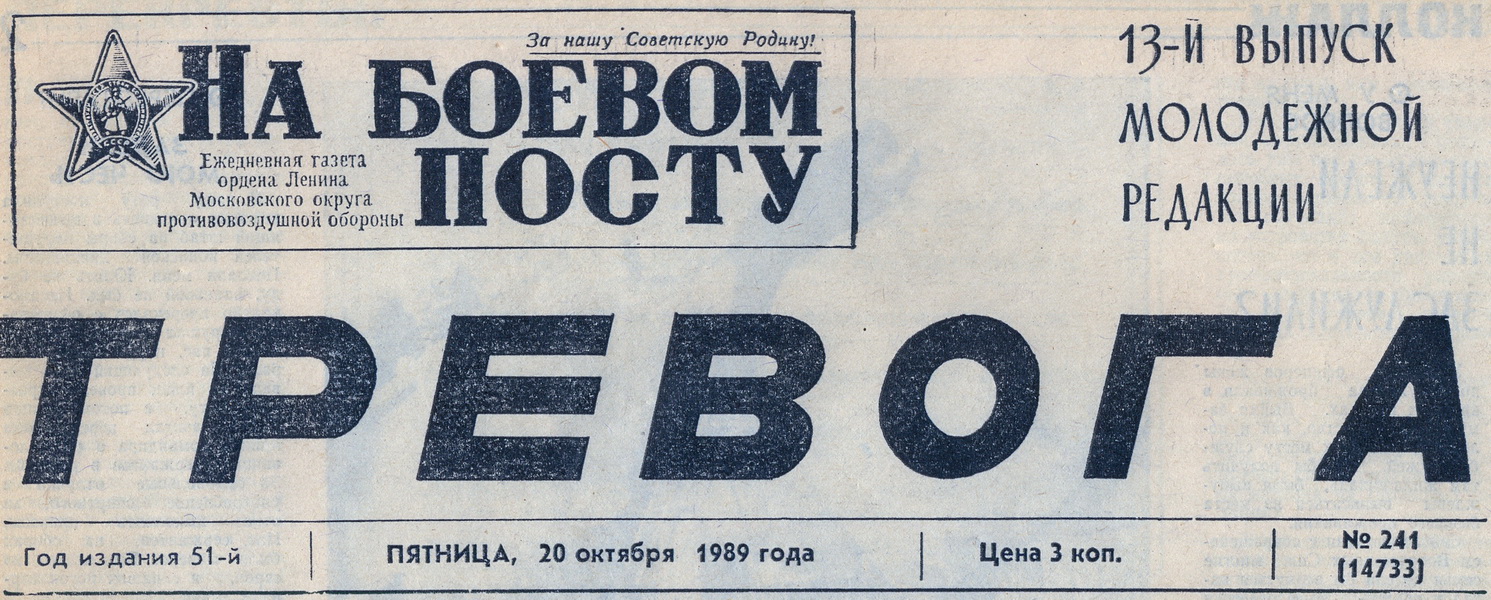 За нашу Советскую Родину!
На БОЕВОМ
ПОСТУ
Ежедневная газета
ордена Ленина
Московского округа
противовоздушной обороны
13-Й ВЫПУСК
МОЛОДЕЖНОЙ
РЕДАКЦИИ
ТРЕВОГА
Год издания 51-й
ПЯТНИЦА, 20 октября 1989 года
Цена 3 коп.
№ 241
(14733)